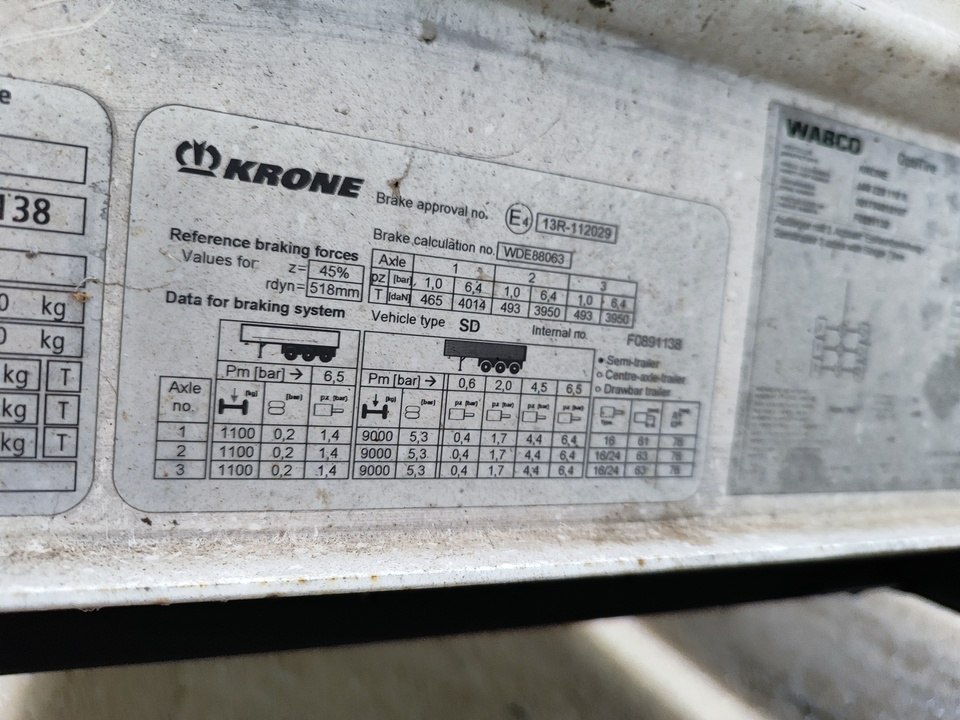 138
kg
kg
kg T
kg T
kg T
KRONE
Brake approval no. E4 13R-112029
Brake calculation no. WDE88063
Reference braking forces
Values for z= 45%
rdyn= 518mm
Axle 1 2 3
pz [bar] 1,0 6,4 1,0 6,4 1,0 6,4
T [daN] 465 4014 493 3950 493 3950
Data for braking system
Vehicle type SD Internal no. F0891138
Semi-trailer
Centre-axle-trailer
Drawbar trailer
Pm [bar] → 6,5 Pm [bar] → 0,6 2,0 4,5 6,5
Axle no. [kg] [bar] pz [bar] [kg] [bar] pz [bar] pz [bar] pz [bar] pz [bar]
1 1100 0,2 1,4 9000 5,3 0,4 1,7 4,4 6,4 16 61 76
2 1100 0,2 1,4 9000 5,3 0,4 1,7 4,4 6,4 16/24 63 76
3 1100 0,2 1,4 9000 5,3 0,4 1,7 4,4 6,4 16/24 63 76
WABCO
KRONE